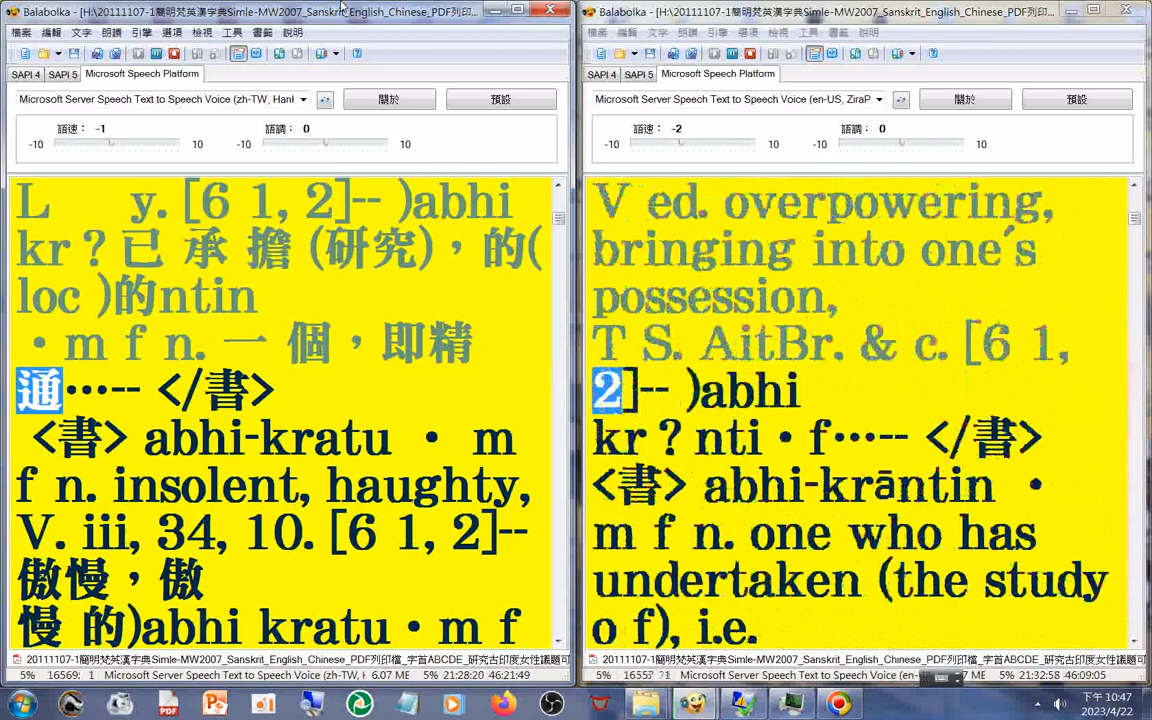 Balabolka - [H:\20111107-1簡明梵英漢字典Simle-MW2007_Sanskrit_English_Chinese_PDF列印...
檔案 編輯 文字 朗讀 引擎 選項 檢視 工具 書籤 說明
SAPI 4 SAPI 5 Microsoft Speech Platform
Microsoft Server Speech Text to Speech Voice (zh-TW, Hanl
關於 預設
語速： -1 語調： 0
-10 10 -10 10
L y. [6 1, 2]-- )abhi
kr？已 承 擔 (研究)，的(
loc )的ntin
・m f n. 一 個，即精
通…-- </書>
<書> abhi-kratu ・ m
f n. insolent, haughty,
V. iii, 34, 10. [6 1, 2]--
傲慢，傲
慢 的)abhi kratu・m f
20111107-1簡明梵英漢字典Simle-MW2007_Sanskrit_English_Chinese_PDF列印檔_字首ABCDE_研究古印度女性議題可
5% 16569: 1 Microsoft Server Speech Text to Speech Voice (zh-TW, H 6.07 MB 5% 21:28:20 46:21:49
Balabolka - [H:\20111107-1簡明梵英漢字典Simle-MW2007_Sanskrit_English_Chinese_PDF列印...
檔案 編輯 文字 朗讀 引擎 選項 檢視 工具 書籤 說明
SAPI 4 SAPI 5 Microsoft Speech Platform
Microsoft Server Speech Text to Speech Voice (en-US, ZiraP
關於 預設
語速： -2 語調： 0
-10 10 -10 10
V ed. overpowering,
bringing into one's
possession,
T S. AitBr. & c. [6 1,
2]-- )abhi
kr？nti・f…-- </書>
<書> abhi-krāntin ・
m f n. one who has
undertaken (the study
o f), i.e.
20111107-1簡明梵英漢字典Simle-MW2007_Sanskrit_English_Chinese_PDF列印檔_字首ABCDE_研究古印度女性議題可
5% Microsoft Server Speech Text to Speech Voice 5% 21:32:58 46:09:05
下午 10:47
2023/4/22